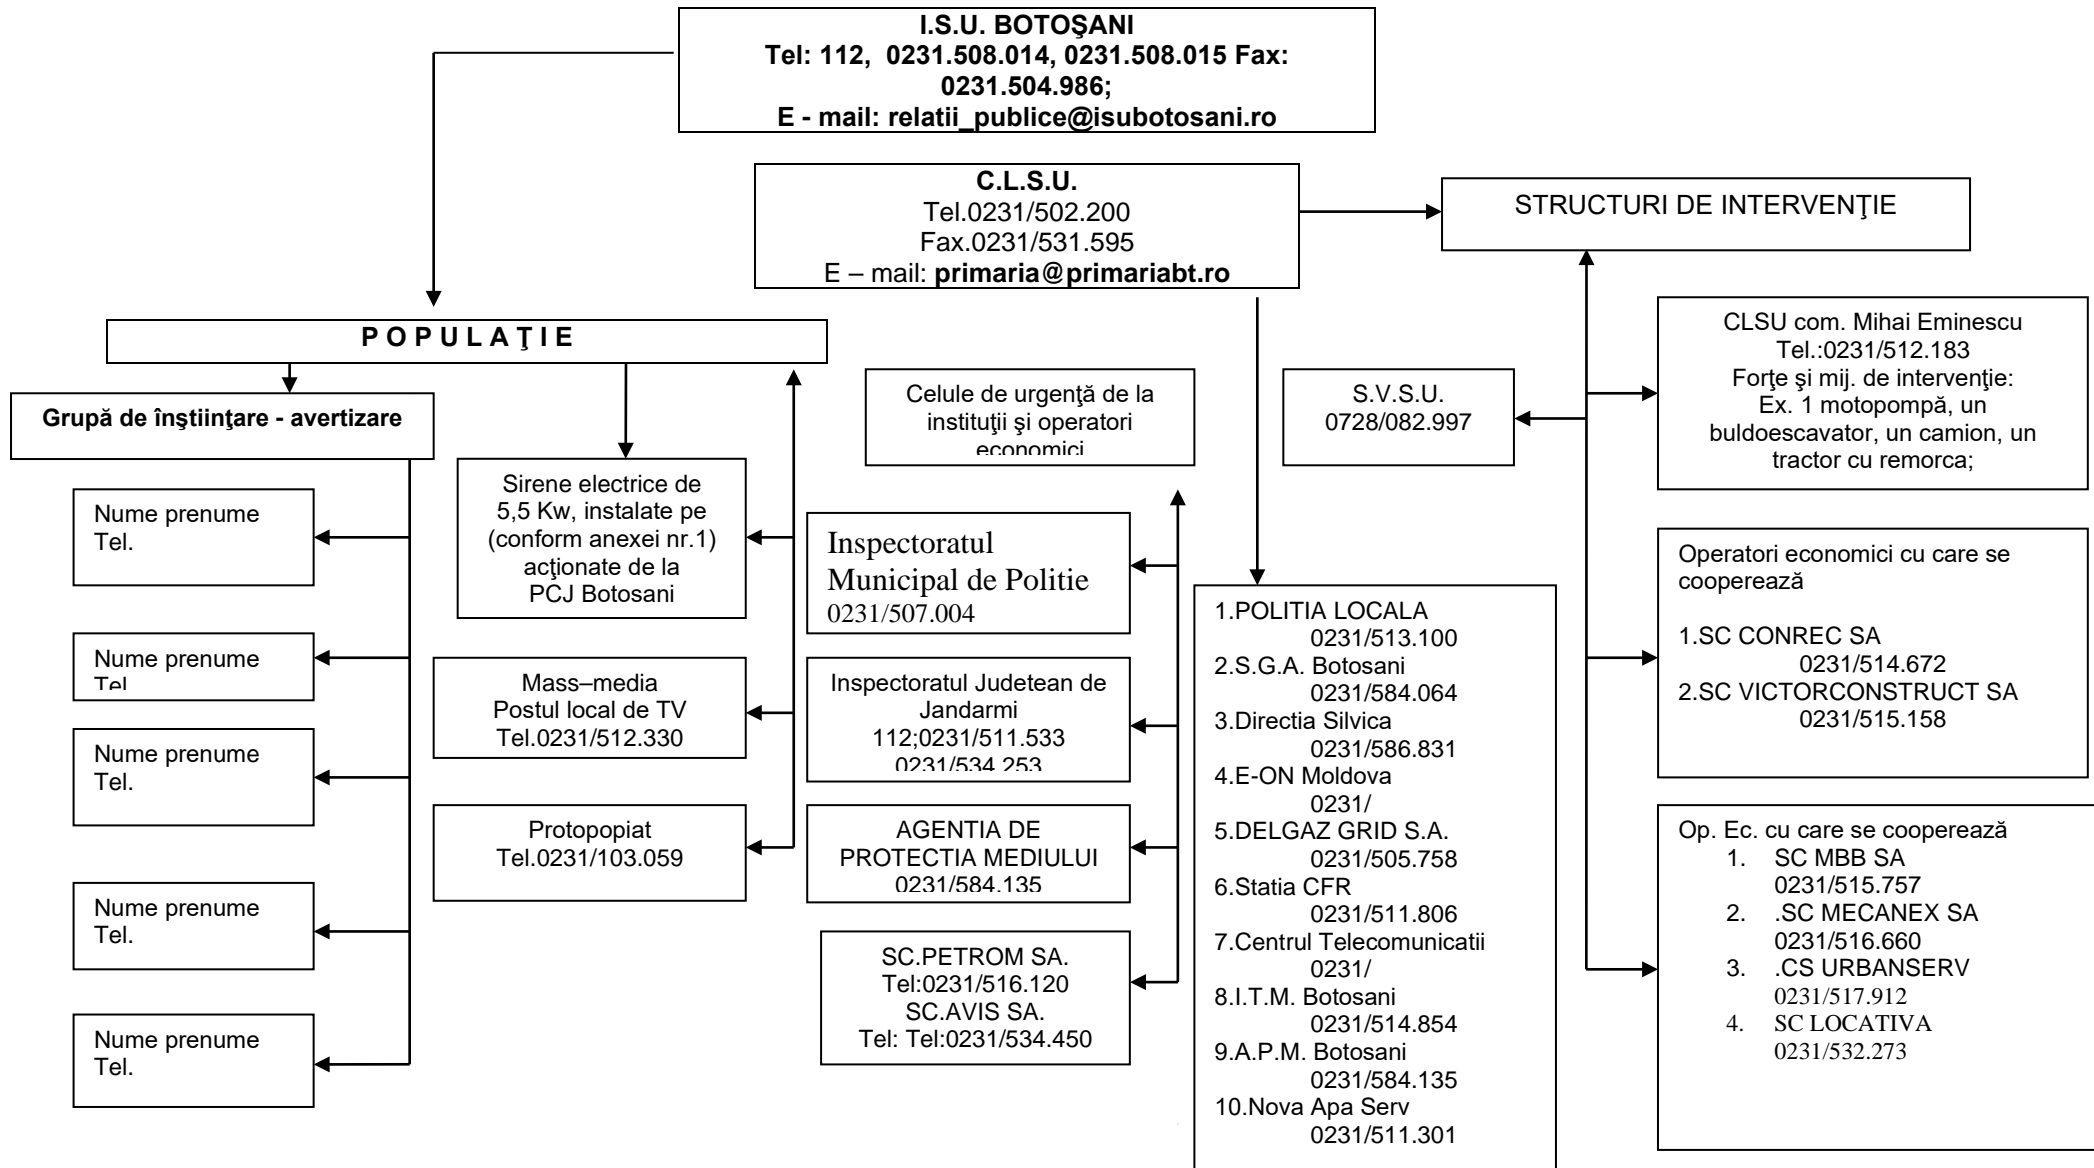 I.S.U. BOTOŞANI
Tel: 112, 0231.508.014, 0231.508.015 Fax:
0231.504.986;
E - mail: relatii_publice@isubotosani.ro
C.L.S.U.
Tel.0231/502.200
Fax.0231/531.595
E – mail: primaria@primariabt.ro
STRUCTURI DE INTERVENŢIE
P O P U L A Ţ I E
Grupă de înştiinţare - avertizare
Nume prenume
Tel.
Nume prenume
Tel
Nume prenume
Tel.
Nume prenume
Tel.
Nume prenume
Tel.
Sirene electrice de
5,5 Kw, instalate pe
(conform anexei nr.1)
acţionate de la
PCJ Botosani
Mass–media
Postul local de TV
Tel.0231/512.330
Protopopiat
Tel.0231/103.059
Celule de urgenţă de la
instituţii şi operatori
economici
Inspectoratul
Municipal de Politie
0231/507.004
Inspectoratul Judetean de
Jandarmi
112;0231/511.533
0231/534.253
AGENTIA DE
PROTECTIA MEDIULUI
0231/584.135
SC.PETROM SA.
Tel:0231/516.120
SC.AVIS SA.
Tel: Tel:0231/534.450
1.POLITIA LOCALA
0231/513.100
2.S.G.A. Botosani
0231/584.064
3.Directia Silvica
0231/586.831
4.E-ON Moldova
0231/
5.DELGAZ GRID S.A.
0231/505.758
6.Statia CFR
0231/511.806
7.Centrul Telecomunicatii
0231/
8.I.T.M. Botosani
0231/514.854
9.A.P.M. Botosani
0231/584.135
10.Nova Apa Serv
0231/511.301
S.V.S.U.
0728/082.997
CLSU com. Mihai Eminescu
Tel.:0231/512.183
Forţe şi mij. de intervenţie:
Ex. 1 motopompă, un
buldoescavator, un camion, un
tractor cu remorca;
Operatori economici cu care se
cooperează
1.SC CONREC SA
0231/514.672
2.SC VICTORCONSTRUCT SA
0231/515.158
Op. Ec. cu care se cooperează
1. SC MBB SA
0231/515.757
2. .SC MECANEX SA
0231/516.660
3. .CS URBANSERV
0231/517.912
4. SC LOCATIVA
0231/532.273